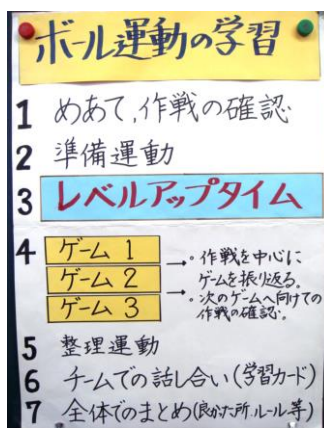 ボール運動の学習
1 めあて,作戦の確認
2 準備運動
3 レベルアップタイム
4 ゲーム 1
ゲーム 2
ゲーム 3
→・作戦を中心に
ゲームを振り返る。
→・次のゲームへ向けての
作戦の確認。
5 整理運動
6 チームでの話し合い(学習カード)
7 全体でのまとめ(良かた所.ルール等)